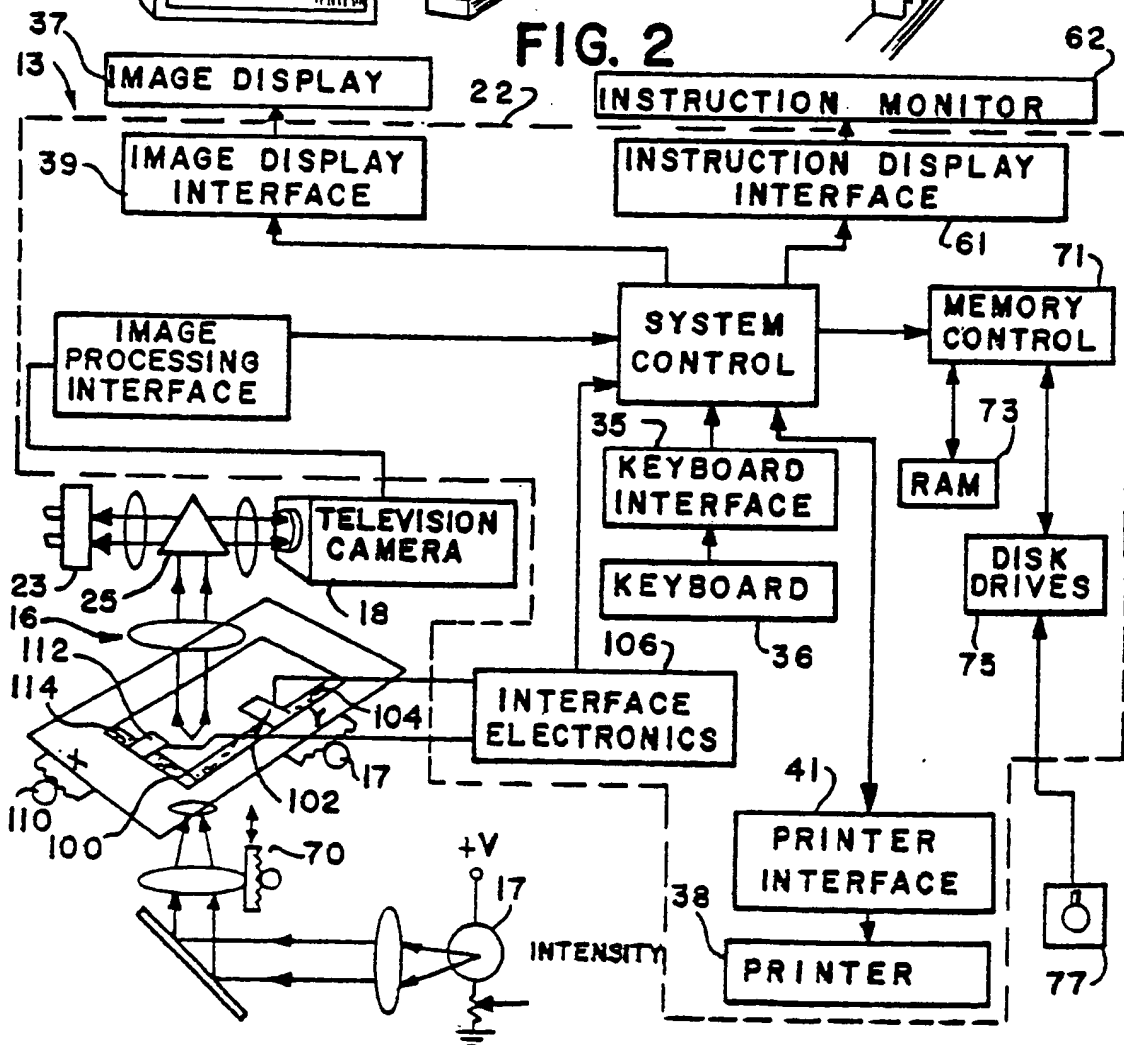 FIG. 2
37
13
IMAGE DISPLAY
22
62
INSTRUCTION MONITOR
39
IMAGE DISPLAY
INTERFACE
INSTRUCTION DISPLAY
INTERFACE
61
71
IMAGE
PROCESSING
INTERFACE
SYSTEM
CONTROL
MEMORY
CONTROL
35
73
KEYBOARD
INTERFACE
RAM
TELEVISION
CAMERA
23
25
18
KEYBOARD
36
DISK
DRIVES
75
16
112
114
106
INTERFACE
ELECTRONICS
104
X
Y
17
110
100
102
70
41
PRINTER
INTERFACE
+V
17
INTENSITY
38
PRINTER
77